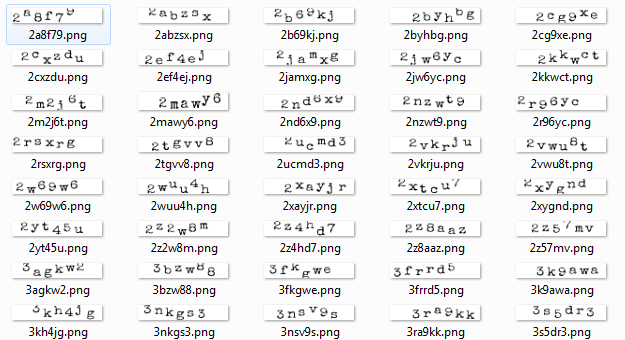 2a8f79 2abzsx 2b69kj 2byhbg 2cg9xe
2a8f79.png 2abzsx.png 2b69kj.png 2byhbg.png 2cg9xe.png
2cxzdu 2ef4ej 2jamxg 2jw6yc 2kkwct
2cxzdu.png 2ef4ej.png 2jamxg.png 2jw6yc.png 2kkwct.png
2m2j6t 2mawy6 2nd6x9 2nzwt9 2r96yc
2m2j6t.png 2mawy6.png 2nd6x9.png 2nzwt9.png 2r96yc.png
2rsxrg 2tgvv8 2ucmd3 2vkrju 2vwu8t
2rsxrg.png 2tgvv8.png 2ucmd3.png 2vkrju.png 2vwu8t.png
2w69w6 2wuu4h 2xayjr 2xtcu7 2xygnd
2w69w6.png 2wuu4h.png 2xayjr.png 2xtcu7.png 2xygnd.png
2yt45u 2z2w8m 2z4hd7 2z8aaz 2z57mv
2yt45u.png 2z2w8m.png 2z4hd7.png 2z8aaz.png 2z57mv.png
3agkw2 3bzw88 3fkgwe 3frrd5 3k9awa
3agkw2.png 3bzw88.png 3fkgwe.png 3frrd5.png 3k9awa.png
3kh4jg 3nkgs3 3nsv9s 3ra9kk 3s5dr3
3kh4jg.png 3nkgs3.png 3nsv9s.png 3ra9kk.png 3s5dr3.png